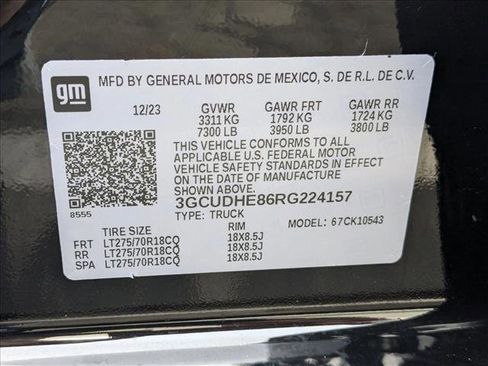 gm
MFD BY GENERAL MOTORS DE MEXICO, S. DE R.L. DE C.V.
12/23 GVWR GAWR FRT GAWR RR
3311 KG 1792 KG 1724 KG
7300 LB 3950 LB 3800 LB
THIS VEHICLE CONFORMS TO ALL
APPLICABLE U.S. FEDERAL MOTOR
VEHICLE SAFETY STANDARDS IN EFFECT
ON THE DATE OF MANUFACTURE
SHOWN ABOVE.
3GCUDHE86RG224157
8555
TYPE: TRUCK MODEL: 67CK10543
TIRE SIZE RIM
FRT LT275/70R18CQ 18X8.5J
RR LT275/70R18CQ 18X8.5J
SPA LT275/70R18CQ 18X8.5J